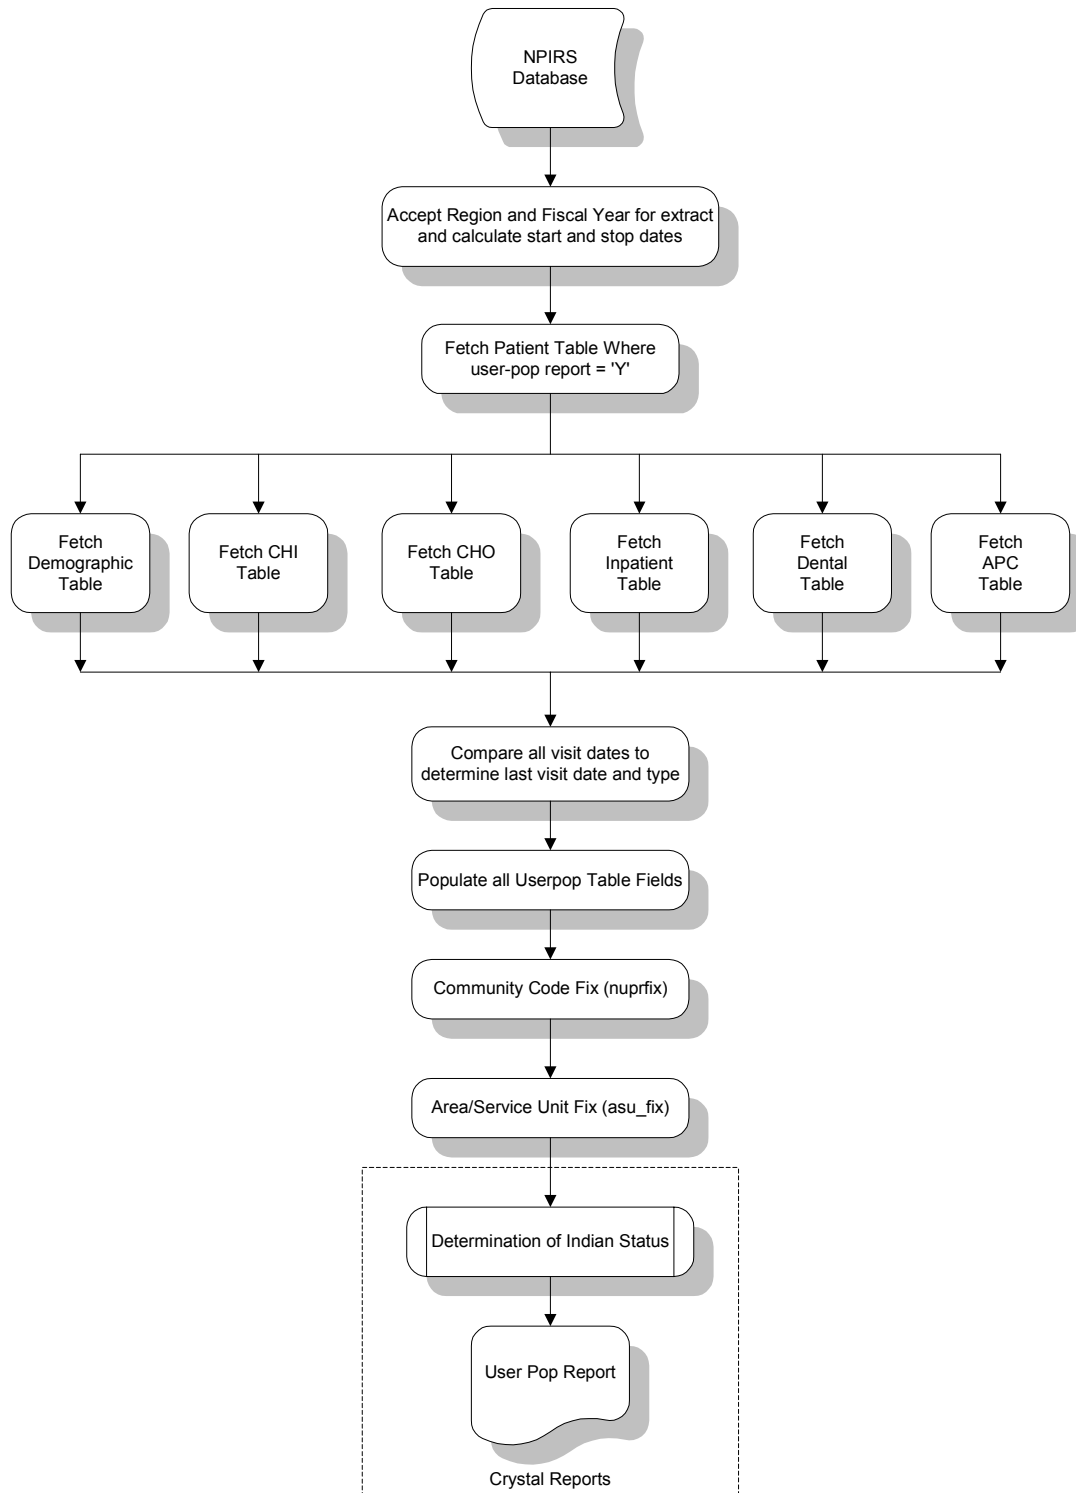 NPIRS
Database
Accept Region and Fiscal Year for extract
and calculate start and stop dates
Fetch Patient Table Where
user-pop report = 'Y'
Fetch
Demographic
Table
Fetch CHI
Table
Fetch CHO
Table
Fetch
Inpatient
Table
Fetch
Dental
Table
Fetch
APC
Table
Compare all visit dates to
determine last visit date and type
Populate all Userpop Table Fields
Community Code Fix (nuprfix)
Area/Service Unit Fix (asu_fix)
Determination of Indian Status
User Pop Report
Crystal Reports